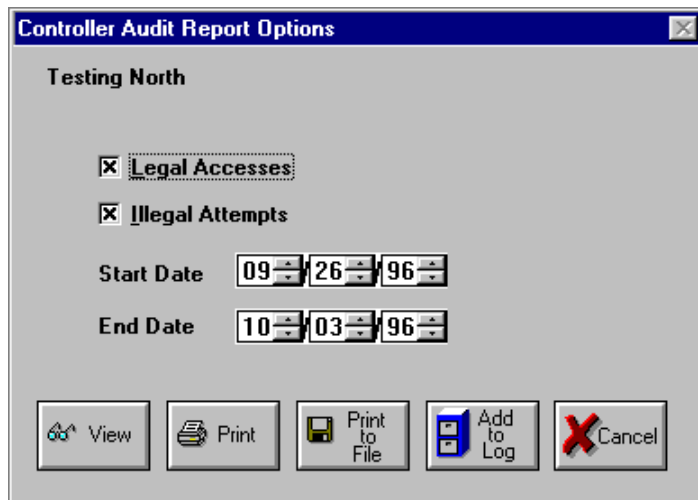 Controller Audit Report Options
Testing North
Legal Accesses
Illegal Attempts
Start Date 09/26/96
End Date 10/03/96
View Print Print to File Add to Log Cancel